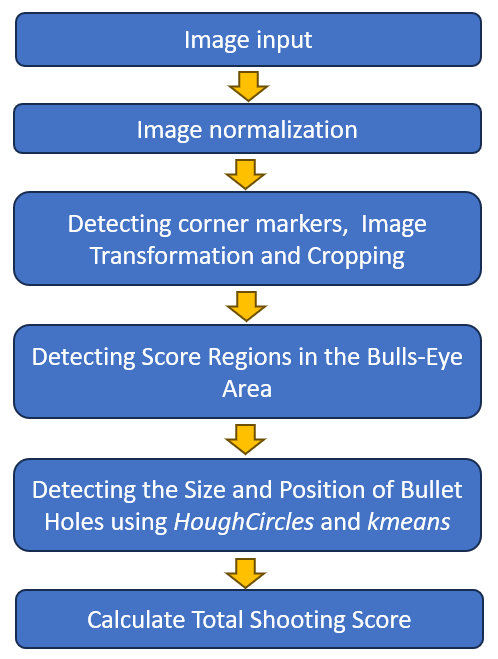 Image input
Image normalization
Detecting corner markers,  Image
Transformation and Cropping
Detecting Score Regions in the Bulls-Eye
Area
Detecting the Size and Position of Bullet
Holes using HoughCircles and kmeans
Calculate Total Shooting Score